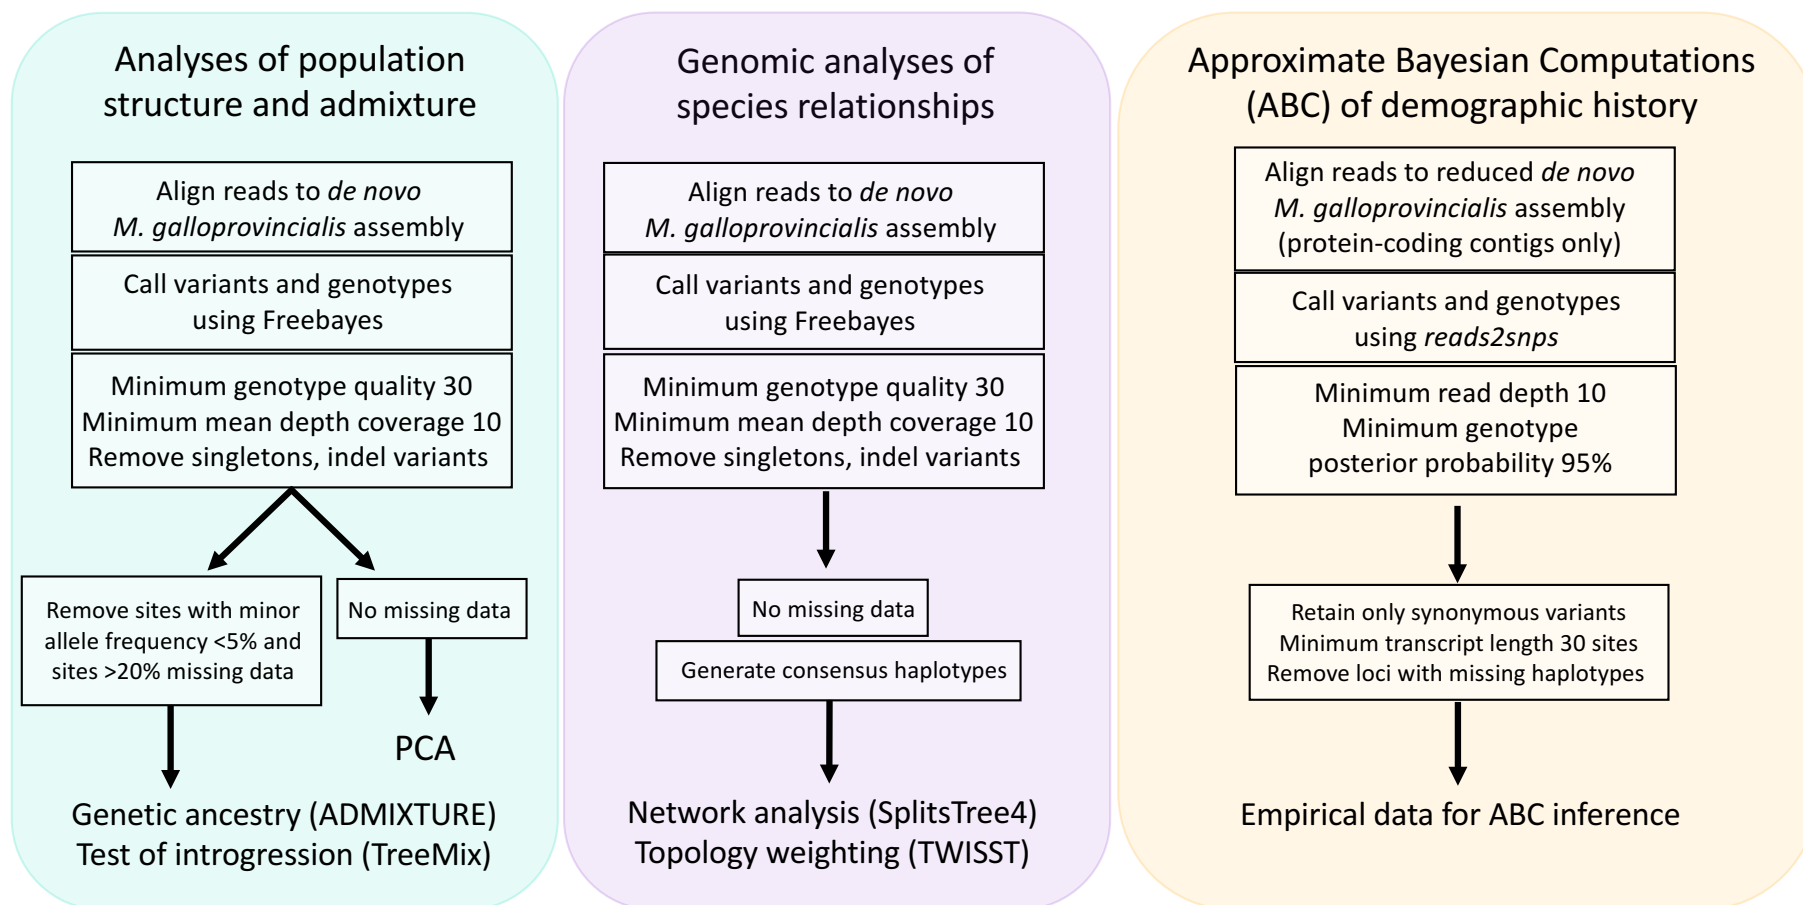 Analyses of population
structure and admixture
Align reads to de novo
M. galloprovincialis assembly
Call variants and genotypes
using Freebayes
Minimum genotype quality 30
Minimum mean depth coverage 10
Remove singletons, indel variants
Remove sites with minor
allele frequency <5% and
sites >20% missing data
No missing data
PCA
Genetic ancestry (ADMIXTURE)
Test of introgression (TreeMix)
Genomic analyses of
species relationships
Align reads to de novo
M. galloprovincialis assembly
Call variants and genotypes
using Freebayes
Minimum genotype quality 30
Minimum mean depth coverage 10
Remove singletons, indel variants
No missing data
Generate consensus haplotypes
Network analysis (SplitsTree4)
Topology weighting (TWISST)
Approximate Bayesian Computations
(ABC) of demographic history
Align reads to reduced de novo
M. galloprovincialis assembly
(protein-coding contigs only)
Call variants and genotypes
using reads2snps
Minimum read depth 10
Minimum genotype
posterior probability 95%
Retain only synonymous variants
Minimum transcript length 30 sites
Remove loci with missing haplotypes
Empirical data for ABC inference